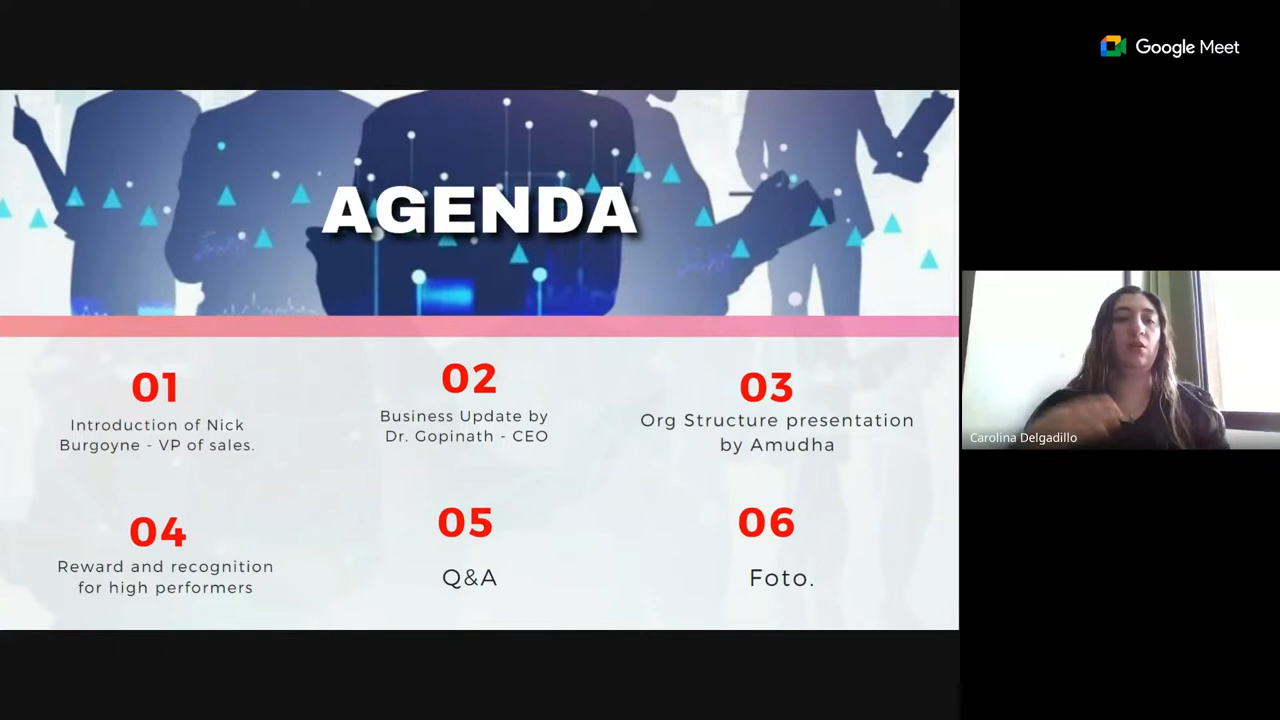 Google Meet
AGENDA
01
Introduction of Nick
Burgoyne - VP of sales.
02
Business Update by
Dr. Gopinath - CEO
03
Org Structure presentation
by Amudha
04
Reward and recognition
for high performers
05
Q&A
06
Foto.
Carolina Delgadillo